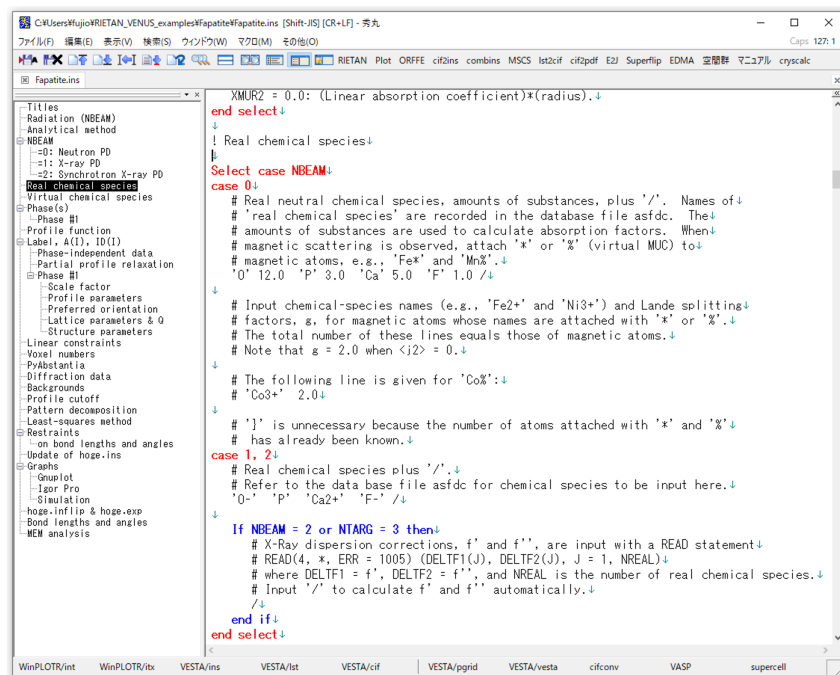 C:¥Users¥fujio¥RIETAN_VENUS_examples¥Fapatite¥Fapatite.ins [Shift-JIS] [CR+LF] - 秀丸
ファイル(F) 編集(E) 表示(V) 検索(S) ウィンドウ(W) マクロ(M) その他(O)
Caps 127: 1
RIETAN Plot ORFFE cif2ins combins MSCS lst2cif cif2pdf E2J Superflip EDMA 空間群 マニュアル cryscalc
Fapatite.ins
Titles
Radiation (NBEAM)
Analytical method
NBEAM
=0: Neutron PD
=1: X-ray PD
=2: Synchrotron X-ray PD
Real chemical species
Virtual chemical species
Phase(s)
Phase #1
Profile function
Label, A(I), ID(I)
Phase-independent data
Partial profile relaxation
Phase #1
Scale factor
Profile parameters
Preferred orientation
Lattice parameters & Q
Structure parameters
Linear constraints
Voxel numbers
PyAbstantia
Diffraction data
Backgrounds
Profile cutoff
Pattern decomposition
Least-squares method
Restraints
on bond lengths and angles
Update of hoge.ins
Graphs
Gnuplot
Igor Pro
Simulation
hoge.inflip & hoge.exp
Bond lengths and angles
MEM analysis
XMUR2 = 0.0: (Linear absorption coefficient)*(radius).↓
end select↓
↓
! Real chemical species↓
↓
Select case NBEAM↓
case 0↓
# Real neutral chemical species, amounts of substances, plus '/'. Names of↓
# 'real chemical species' are recorded in the database file asfdc. The↓
# amounts of substances are used to calculate absorption factors. When↓
# magnetic scattering is observed, attach '*' or '%' (virtual MUC) to↓
# magnetic atoms, e.g., 'Fe*' and 'Mn%'.↓
'O' 12.0 'P' 3.0 'Ca' 5.0 'F' 1.0 /↓
↓
# Input chemical-species names (e.g., 'Fe2+' and 'Ni3+') and Lande splitting↓
# factors, g, for magnetic atoms whose names are attached with '*' or '%'.↓
# The total number of these lines equals those of magnetic atoms.↓
# Note that g = 2.0 when <j2> = 0.↓
↓
# The following line is given for 'Co%':↓
# 'Co3+' 2.0↓
↓
# '}' is unnecessary because the number of atoms attached with '*' and '%'↓
# has already been known.↓
case 1, 2↓
# Real chemical species plus '/'.↓
# Refer to the data base file asfdc for chemical species to be input here.↓
'O-' 'P' 'Ca2+' 'F-' /↓
↓
If NBEAM = 2 or NTARG = 3 then↓
# X-Ray dispersion corrections, f' and f'', are input with a READ statement↓
# READ(4, *, ERR = 1005) (DELTF1(J), DELTF2(J), J = 1, NREAL)↓
# where DELTF1 = f', DELTF2 = f'', and NREAL is the number of real chemical species.↓
# Input '/' to calculate f' and f'' automatically.↓
/↓
end if↓
end select↓
WinPLOTR/int WinPLOTR/itx VESTA/ins VESTA/lst VESTA/cif VESTA/pgrid VESTA/vesta cifconv VASP supercell